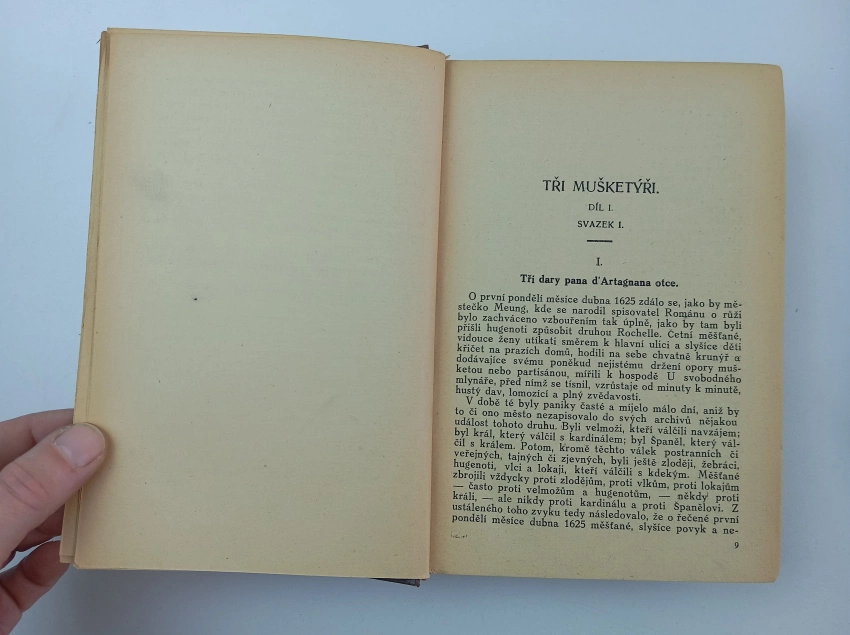 TŘI MUŠKETÝŘI.
DÍL I.
SVAZEK I.
I.
Tři dary pana d'Artagnana otce.
O první ponděli měsíce dubna 1625 zdálo se, jako by mě-
stečko Meung, kde se narodil spisovatel Románu o růži
bylo zachváceno vzbouřením tak úplně, jako by tam byli
přišli hugenoti způsobit druhou Rochelle. Četní měšťané,
vidouce ženy utíkati směrem k hlavní ulici a slyšíce děti
křičet na prazích domů, hodili na sebe chvatně krunýř a
dodávajíce svému poněkud nejistému držení opory muš-
ketou nebo partisánou, mířili k hospodě U svobodného
mlynáře, před nímž se tísnil, vzrůstaje od minuty k minutě,
hustý dav, lomozící a plný zvědavosti.
V době té byly paniky časté a míjelo málo dní, aniž by
to či ono město nezapisovalo do svých archivů nějakou
událost tohoto druhu. Byli velmoži, kteří válčili navzájem;
byl král, který válčil s kardinálem; byl Španěl, který vál-
čil s králem. Potom, kromě těchto válek postranních či
veřejných, tajných či zjevných, byli ještě zloději, žebráci,
hugenoti, vlci a lokaji, kteří válčili s kdekým. Měšťané
zbrojili vždycky proti zlodějům, proti vlkům, proti lokajům
— často proti velmožům a hugenotům, — někdy proti
králi, — ale nikdy proti kardinálu a proti Španělovi. Z
ustáleného toho zvyku tedy následovalo, že o řečené první
pondělí měsíce dubna 1625 měšťané, slyšíce povyk a ne-
9